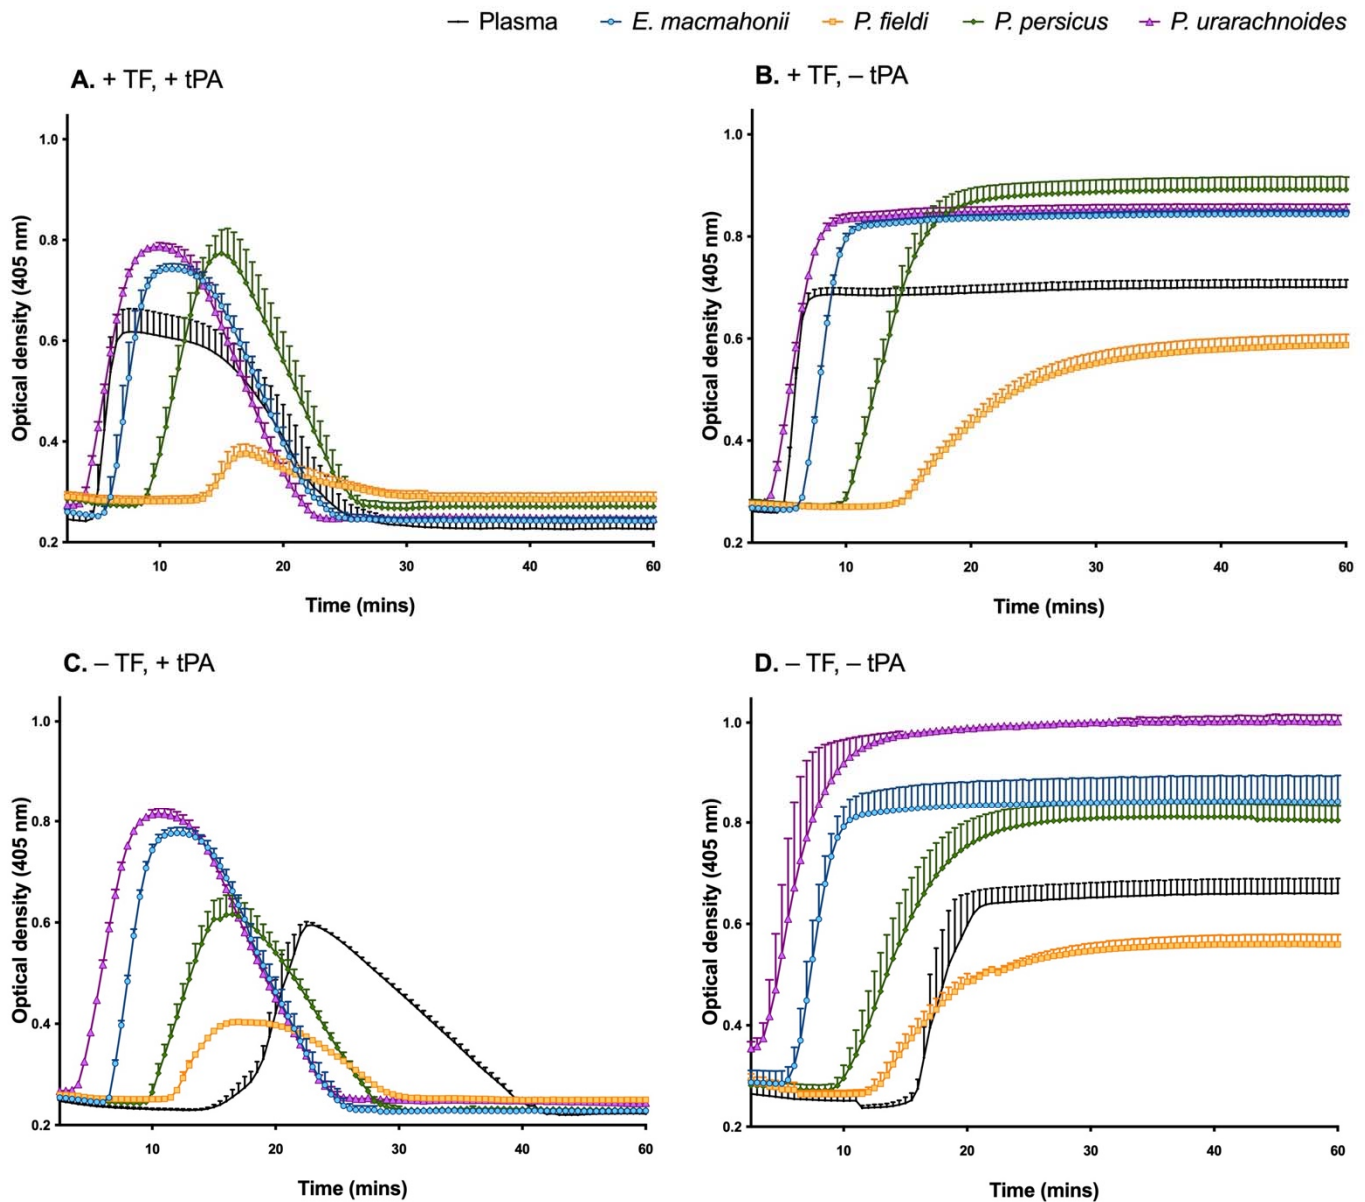 Plasma E. macmahonii P. fieldi P. persicus P. urarachnoides
A. + TF, + tPA
B. + TF, – tPA
1.0
0.8
0.6
0.4
0.2
Optical density (405 nm)
10 20 30 40 50 60
Time (mins)
1.0
0.8
0.6
0.4
0.2
Optical density (405 nm)
10 20 30 40 60
Time (mins)
C. – TF, + tPA
D. – TF, – tPA
1.0
0.8
0.6
0.4
0.2
Optical density (405 nm)
10 20 30 40 60
Time (mins)
1.0
0.8
0.6
0.4
0.2
Optical density (405 nm)
10 20 30 40 60
Time (mins)